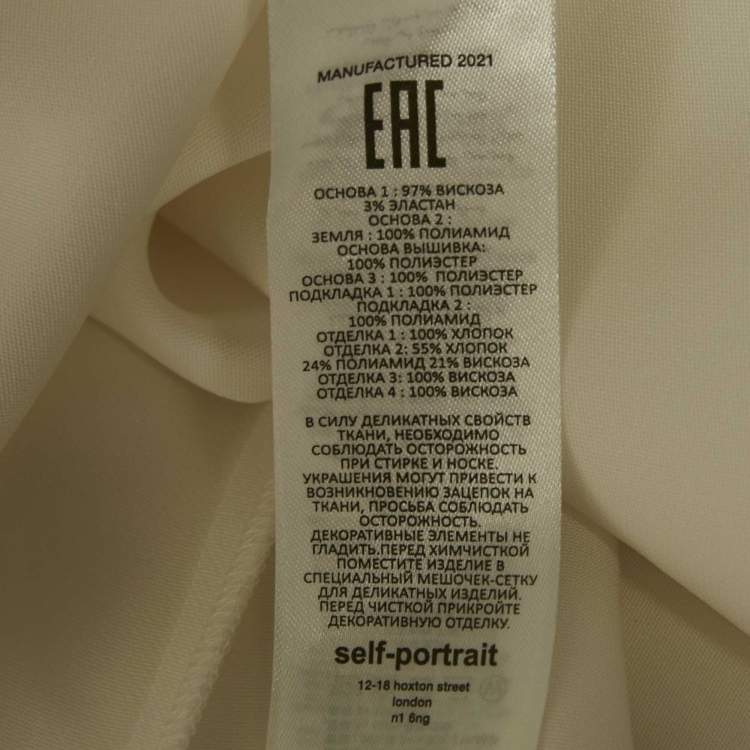 MANUFACTURED 2021
EAC
ОСНОВА 1 : 97% ВИСКОЗА
3% ЭЛАСТАН
ОСНОВА 2 :
ЗЕМЛЯ : 100% ПОЛИАМИД
ОСНОВА ВЫШИВКА:
100% ПОЛИЭСТЕР
ОСНОВА 3 : 100% ПОЛИЭСТЕР
ПОДКЛАДКА 1 : 100% ПОЛИЭСТЕР
ПОДКЛАДКА 2 :
100% ПОЛИАМИД
ОТДЕЛКА 1 : 100% ХЛОПОК
ОТДЕЛКА 2: 55% ХЛОПОК
24% ПОЛИАМИД 21% ВИСКОЗА
ОТДЕЛКА 3: 100% ВИСКОЗА
ОТДЕЛКА 4 : 100% ВИСКОЗА
В СИЛУ ДЕЛИКАТНЫХ СВОЙСТВ
ТКАНИ, НЕОБХОДИМО
СОБЛЮДАТЬ ОСТОРОЖНОСТЬ
ПРИ СТИРКЕ И НОСКЕ.
УКРАШЕНИЯ МОГУТ ПРИВЕСТИ К
ВОЗНИКНОВЕНИЮ ЗАЦЕПОК НА
ТКАНИ, ПРОСЬБА СОБЛЮДАТЬ
ОСТОРОЖНОСТЬ.
ДЕКОРАТИВНЫЕ ЭЛЕМЕНТЫ НЕ
ГЛАДИТЬ.ПЕРЕД ХИМЧИСТКОЙ
ПОМЕСТИТЕ ИЗДЕЛИЕ В
СПЕЦИАЛЬНЫЙ МЕШОЧЕК-СЕТКУ
ДЛЯ ДЕЛИКАТНЫХ ИЗДЕЛИЙ.
ПЕРЕД ЧИСТКОЙ ПРИКРОЙТЕ
ДЕКОРАТИВНУЮ ОТДЕЛКУ.
self-portrait
12-18 hoxton street
london
n1 6ng